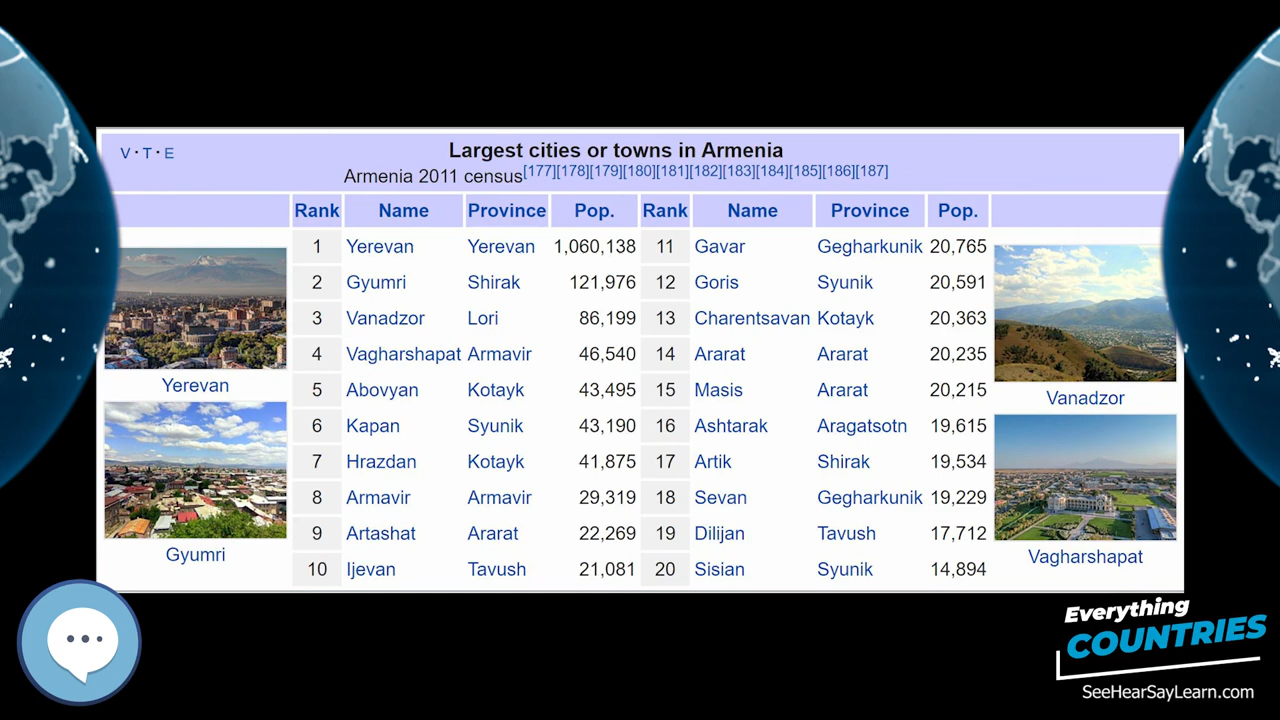 V · T · E
Largest cities or towns in Armenia
Armenia 2011 census[177][178][179][180][181][182][183][184][185][186][187]
Rank Name Province Pop. Rank Name Province Pop.
1 Yerevan Yerevan 1,060,138 11 Gavar Gegharkunik 20,765
2 Gyumri Shirak 121,976 12 Goris Syunik 20,591
3 Vanadzor Lori 86,199 13 Charentsavan Kotayk 20,363
4 Vagharshapat Armavir 46,540 14 Ararat Ararat 20,235
5 Abovyan Kotayk 43,495 15 Masis Ararat 20,215
6 Kapan Syunik 43,190 16 Ashtarak Aragatsotn 19,615
7 Hrazdan Kotayk 41,875 17 Artik Shirak 19,534
8 Armavir Armavir 29,319 18 Sevan Gegharkunik 19,229
9 Artashat Ararat 22,269 19 Dilijan Tavush 17,712
10 Ijevan Tavush 21,081 20 Sisian Syunik 14,894
Yerevan
Gyumri
Vanadzor
Vagharshapat
Everything
COUNTRIES
SeeHearSayLearn.com